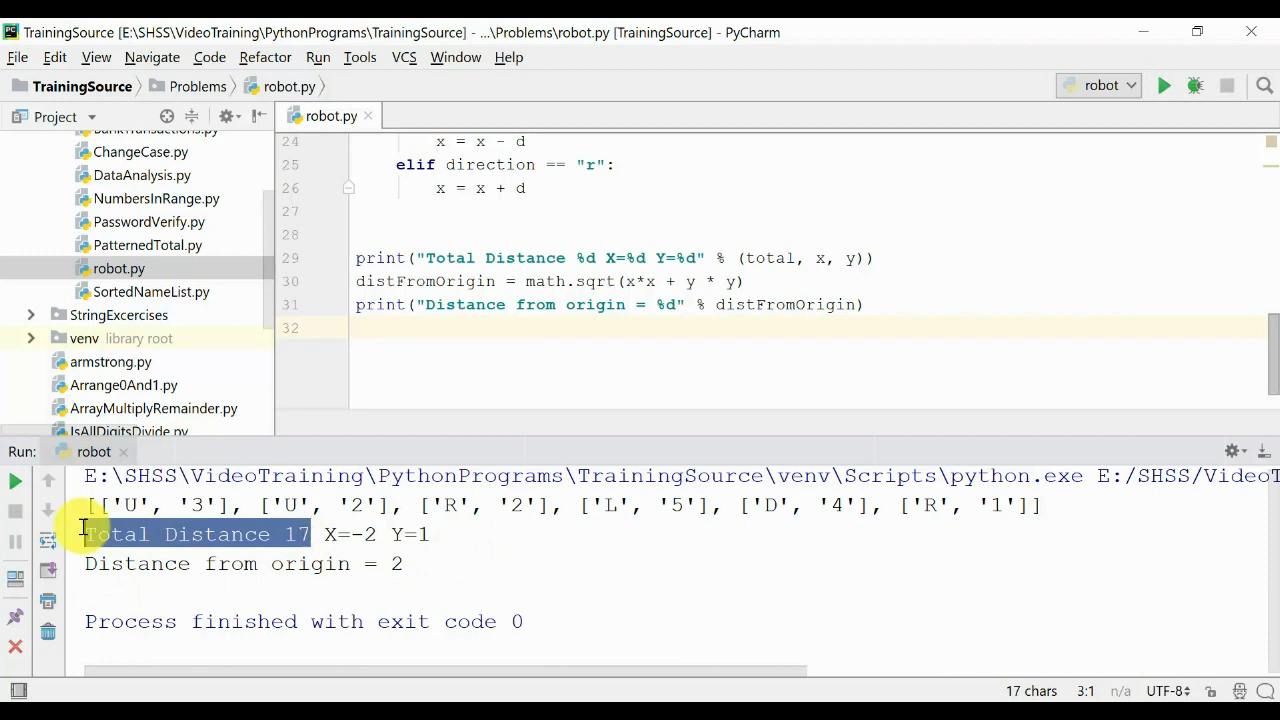 TrainingSource [E:\SHSS\VideoTraining\PythonPrograms\TrainingSource] - ...\Problems\robot.py [TrainingSource] - PyCharm
File Edit View Navigate Code Refactor Run Tools VCS Window Help
TrainingSource Problems robot.py robot
Project robot.py
BankTransactions.py
ChangeCase.py
DataAnalysis.py
NumbersInRange.py
PasswordVerify.py
PatternedTotal.py
robot.py
SortedNameList.py
StringExcercises
venv library root
armstrong.py
Arrange0And1.py
ArrayMultiplyRemainder.py
IsAllDigitsDivide.py
24 x = x - d
25 elif direction == "r":
26 x = x + d
27
28
29 print("Total Distance %d X=%d Y=%d" % (total, x, y))
30 distFromOrigin = math.sqrt(x*x + y * y)
31 print("Distance from origin = %d" % distFromOrigin)
32
Run: robot
E:\SHSS\VideoTraining\PythonPrograms\TrainingSource\venv\Scripts\python.exe E:/SHSS/VideoT
[['U', '3'], ['U', '2'], ['R', '2'], ['L', '5'], ['D', '4'], ['R', '1']]
Total Distance 17 X=-2 Y=1
Distance from origin = 2
Process finished with exit code 0
17 chars 3:1 n/a UTF-8